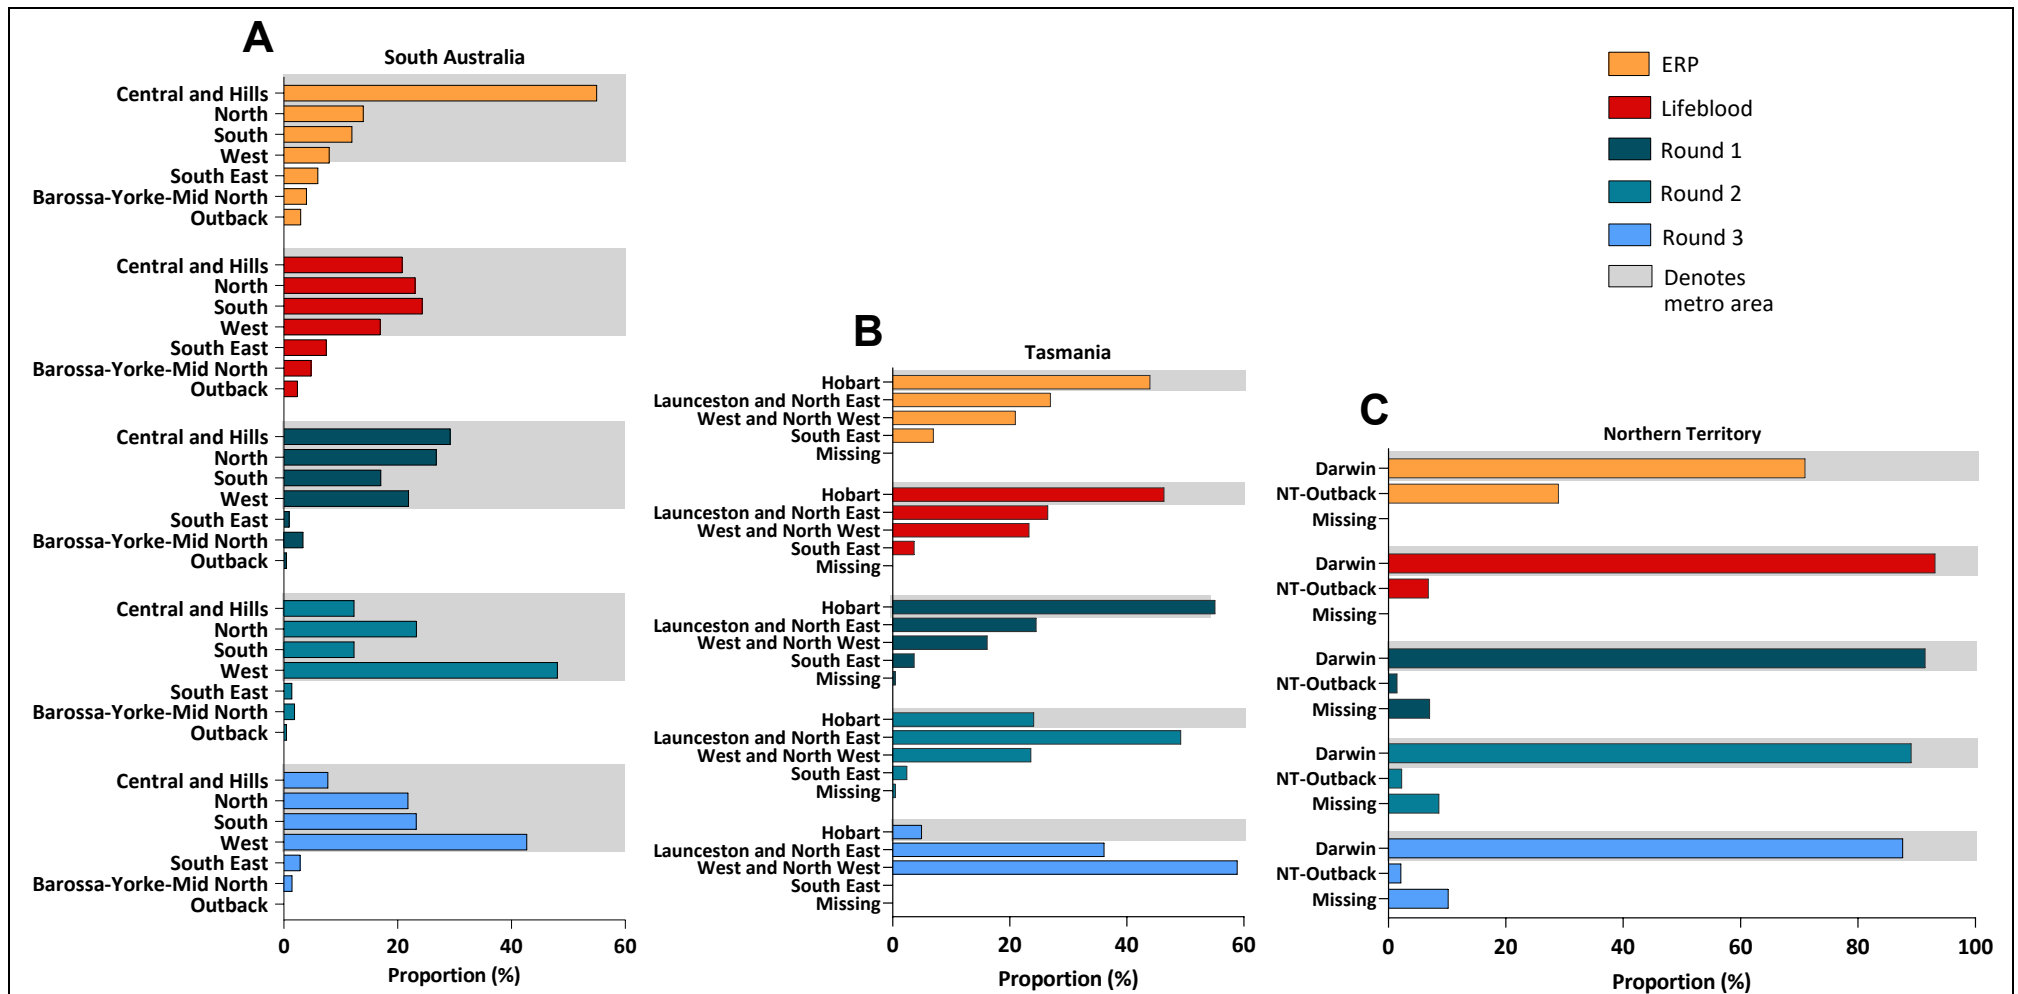 A
South Australia
Central and Hills
North
South
West
South East
Barossa-Yorke-Mid North
Outback
Central and Hills
North
South
West
South East
Barossa-Yorke-Mid North
Outback
Central and Hills
North
South
West
South East
Barossa-Yorke-Mid North
Outback
Central and Hills
North
South
West
South East
Barossa-Yorke-Mid North
Outback
Central and Hills
North
South
West
South East
Barossa-Yorke-Mid North
Outback
0 20 40 60
Proportion (%)
B
Tasmania
Hobart
Launceston and North East
West and North West
South East
Missing
Hobart
Launceston and North East
West and North West
South East
Missing
Hobart
Launceston and North East
West and North West
South East
Missing
Hobart
Launceston and North East
West and North West
South East
Missing
Hobart
Launceston and North East
West and North West
South East
Missing
0 20 40 60
Proportion (%)
ERP
Lifeblood
Round 1
Round 2
Round 3
Denotes
metro area
C
Northern Territory
Darwin
NT-Outback
Missing
Darwin
NT-Outback
Missing
Darwin
NT-Outback
Missing
Darwin
NT-Outback
Missing
Darwin
NT-Outback
Missing
0 20 40 60 80 100
Proportion (%)